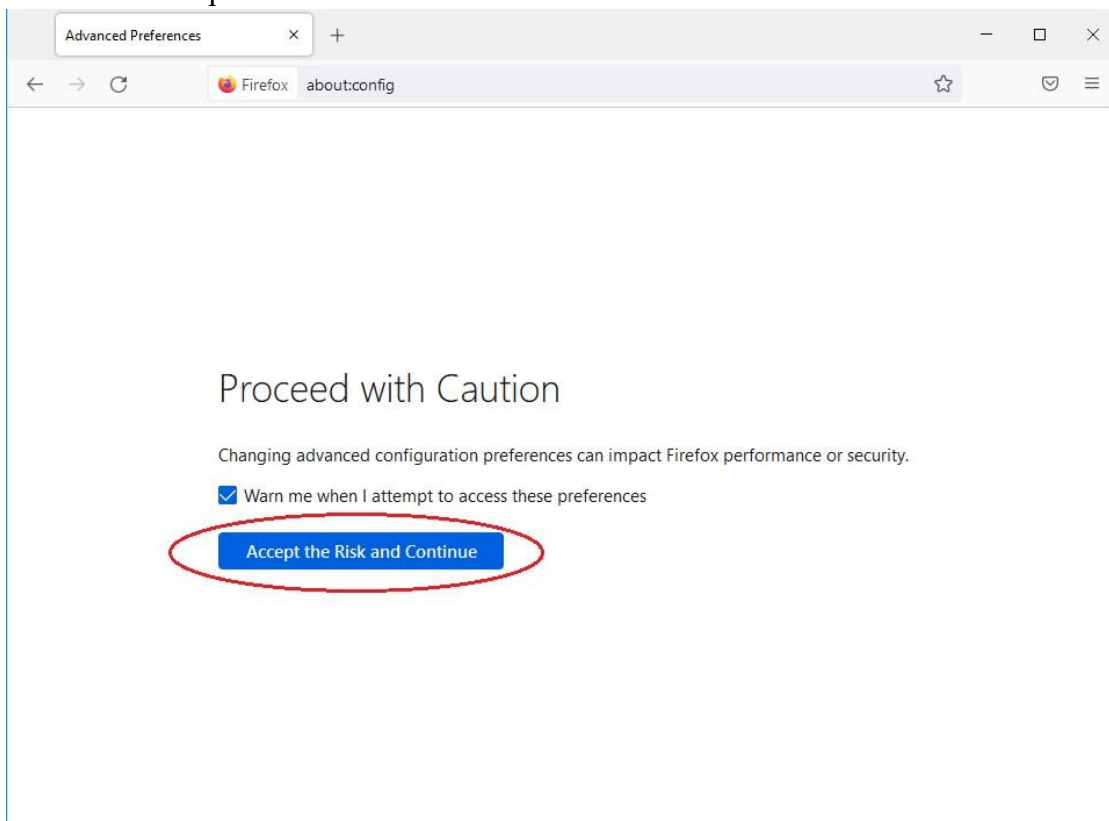 Advanced Preferences
Firefox about:config
Proceed with Caution
Changing advanced configuration preferences can impact Firefox performance or security.
Warn me when I attempt to access these preferences
Accept the Risk and Continue